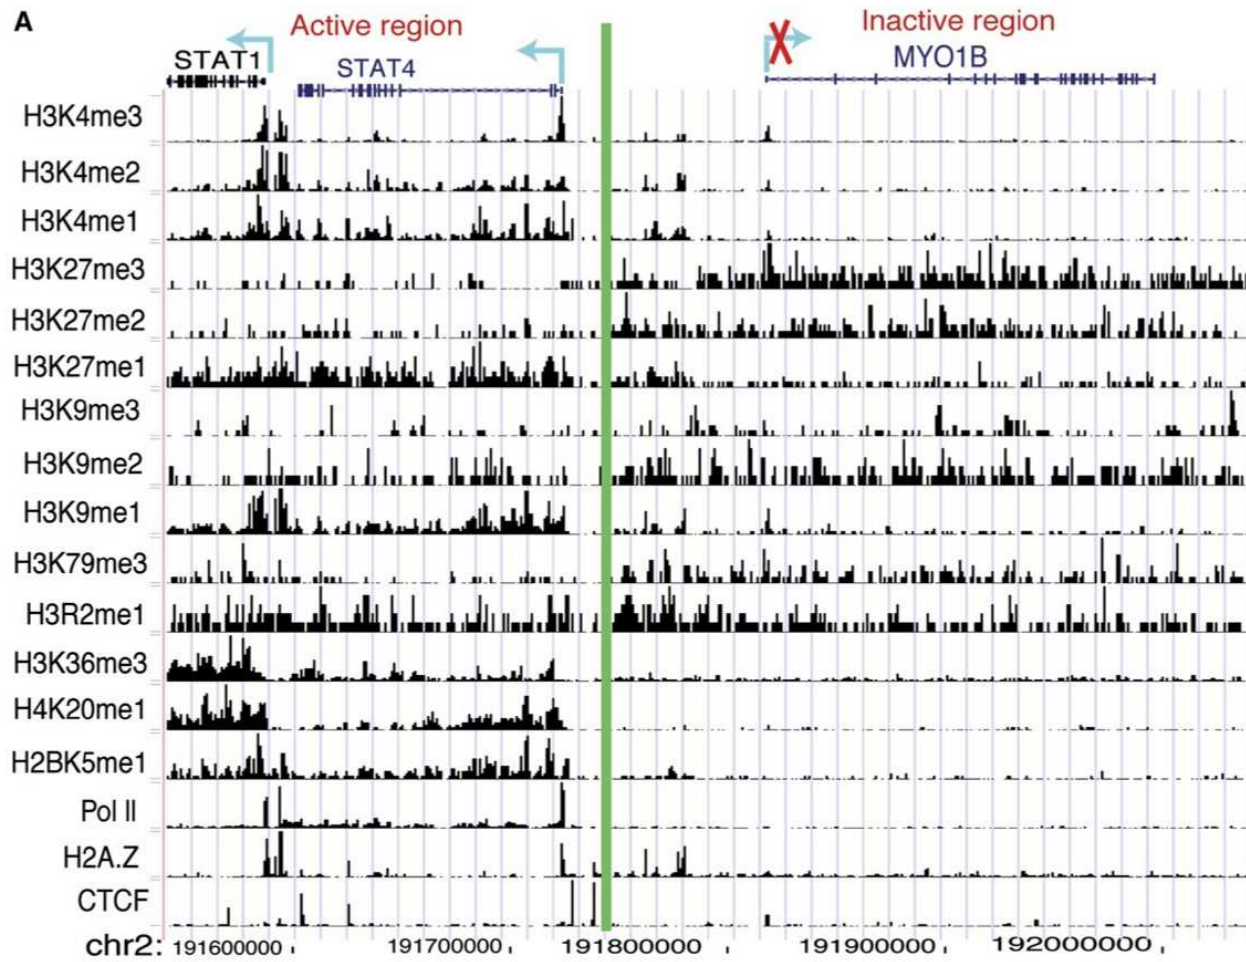 A
Active region
Inactive region
STAT1
STAT4
MYO1B
H3K4me3
H3K4me2
H3K4me1
H3K27me3
H3K27me2
H3K27me1
H3K9me3
H3K9me2
H3K9me1
H3K79me3
H3R2me1
H3K36me3
H4K20me1
H2BK5me1
Pol II
H2A.Z
CTCF
chr2: 191600000 191700000 191800000 191900000 192000000